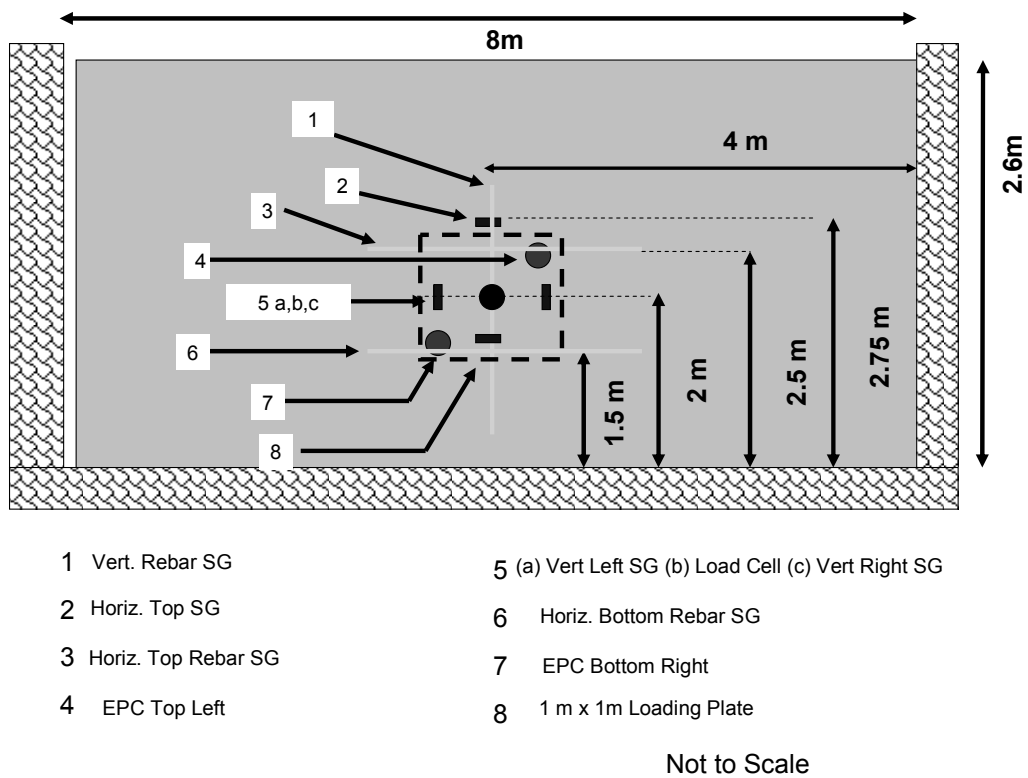 8m
1
4 m
2.6m
2
3
4
5 a,b,c
6
7
8
1.5 m
2 m
2.5 m
2.75 m
1 Vert. Rebar SG
2 Horiz. Top SG
3 Horiz. Top Rebar SG
4 EPC Top Left
5 (a) Vert Left SG (b) Load Cell (c) Vert Right SG
6 Horiz. Bottom Rebar SG
7 EPC Bottom Right
8 1 m x 1m Loading Plate
Not to Scale